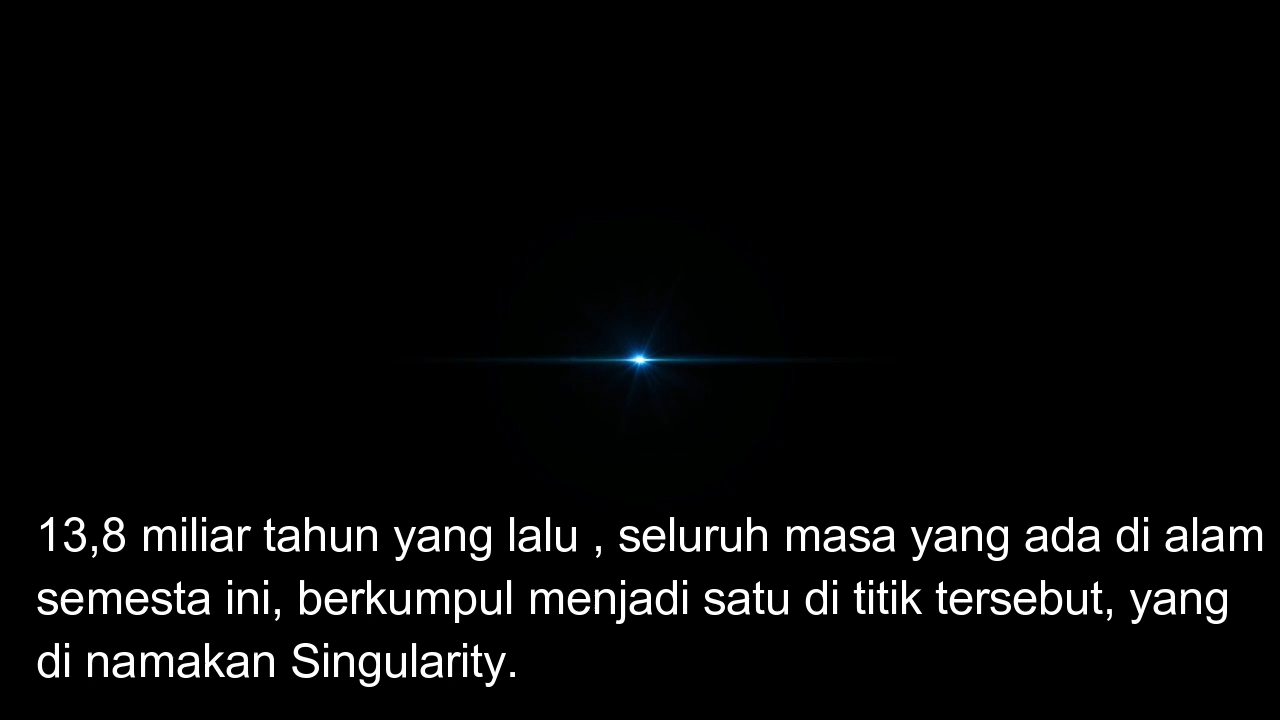 13,8 miliar tahun yang lalu , seluruh masa yang ada di alam
semesta ini, berkumpul menjadi satu di titik tersebut, yang
di namakan Singularity.